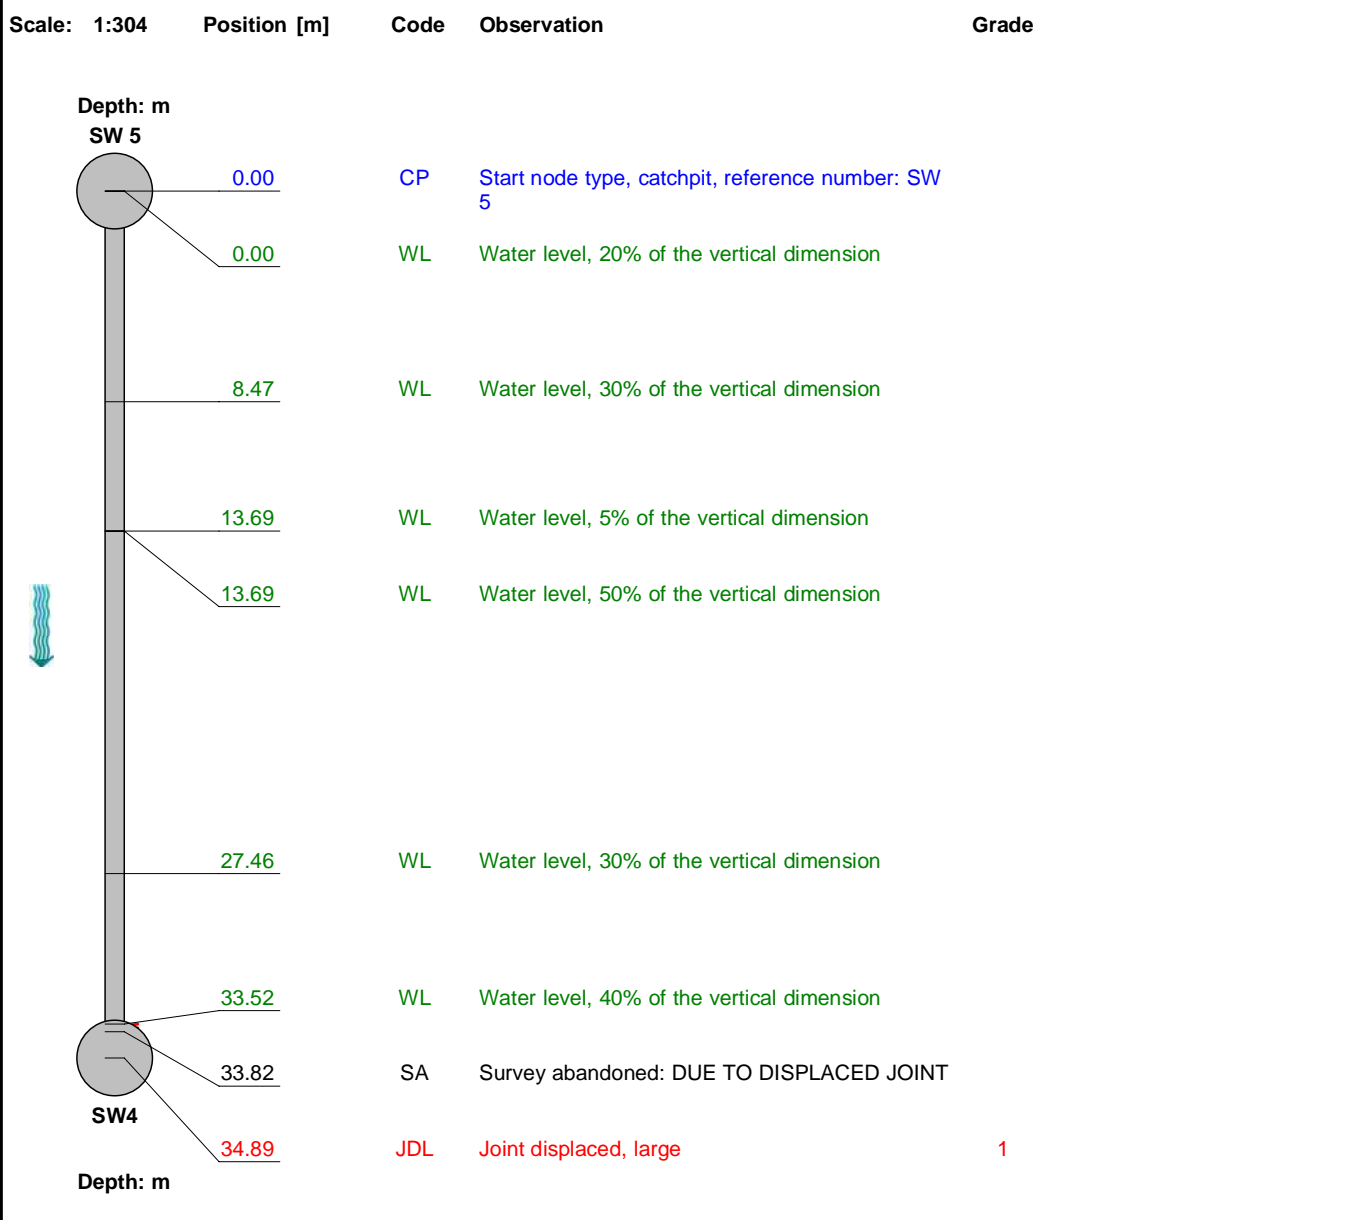 Scale: 1:304 Position [m] Code Observation Grade
Depth: m
SW 5
0.00 CP Start node type, catchpit, reference number: SW
5
0.00 WL Water level, 20% of the vertical dimension
8.47 WL Water level, 30% of the vertical dimension
13.69 WL Water level, 5% of the vertical dimension
13.69 WL Water level, 50% of the vertical dimension
27.46 WL Water level, 30% of the vertical dimension
33.52 WL Water level, 40% of the vertical dimension
33.82 SA Survey abandoned: DUE TO DISPLACED JOINT
SW4
34.89 JDL Joint displaced, large 1
Depth: m